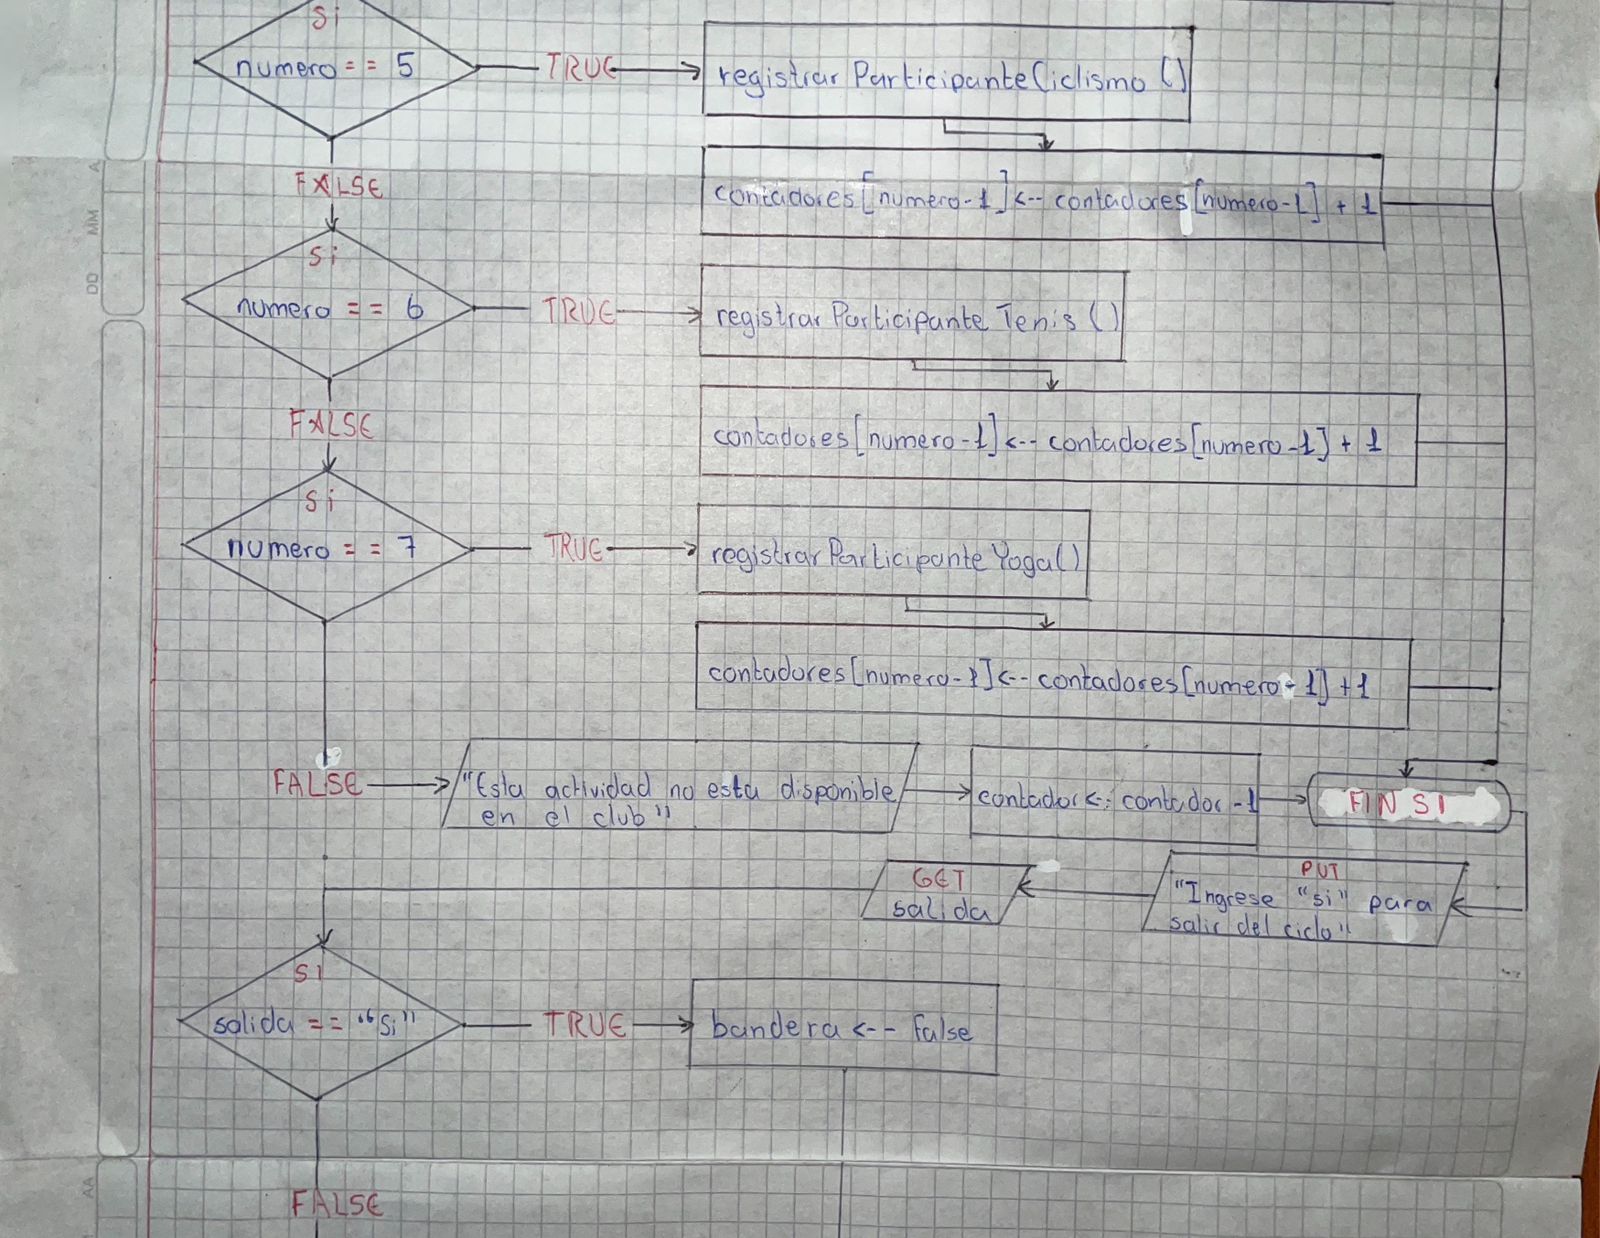 Si
numero == 5
TRUE
registrar Participante Ciclismo ()
FALSE
contadores[numero-1] <-- contadores[numero-1] + 1
Si
numero == 6
TRUE
registrar Participante Tenis ()
FALSE
contadores[numero-1] <-- contadores[numero-1] + 1
Si
numero == 7
TRUE
registrar Participante Yoga()
contadores[numero-1] <-- contadores[numero-1] +1
FALSE
"Esta actividad no esta disponible
en el club"
contador <-- contador -1
FIN SI
GET
salida
PUT
"Ingrese "si" para
salir del ciclo"
SI
salida == "Si"
TRUE
bandera <-- False
FALSE
A
MM
DD
AA